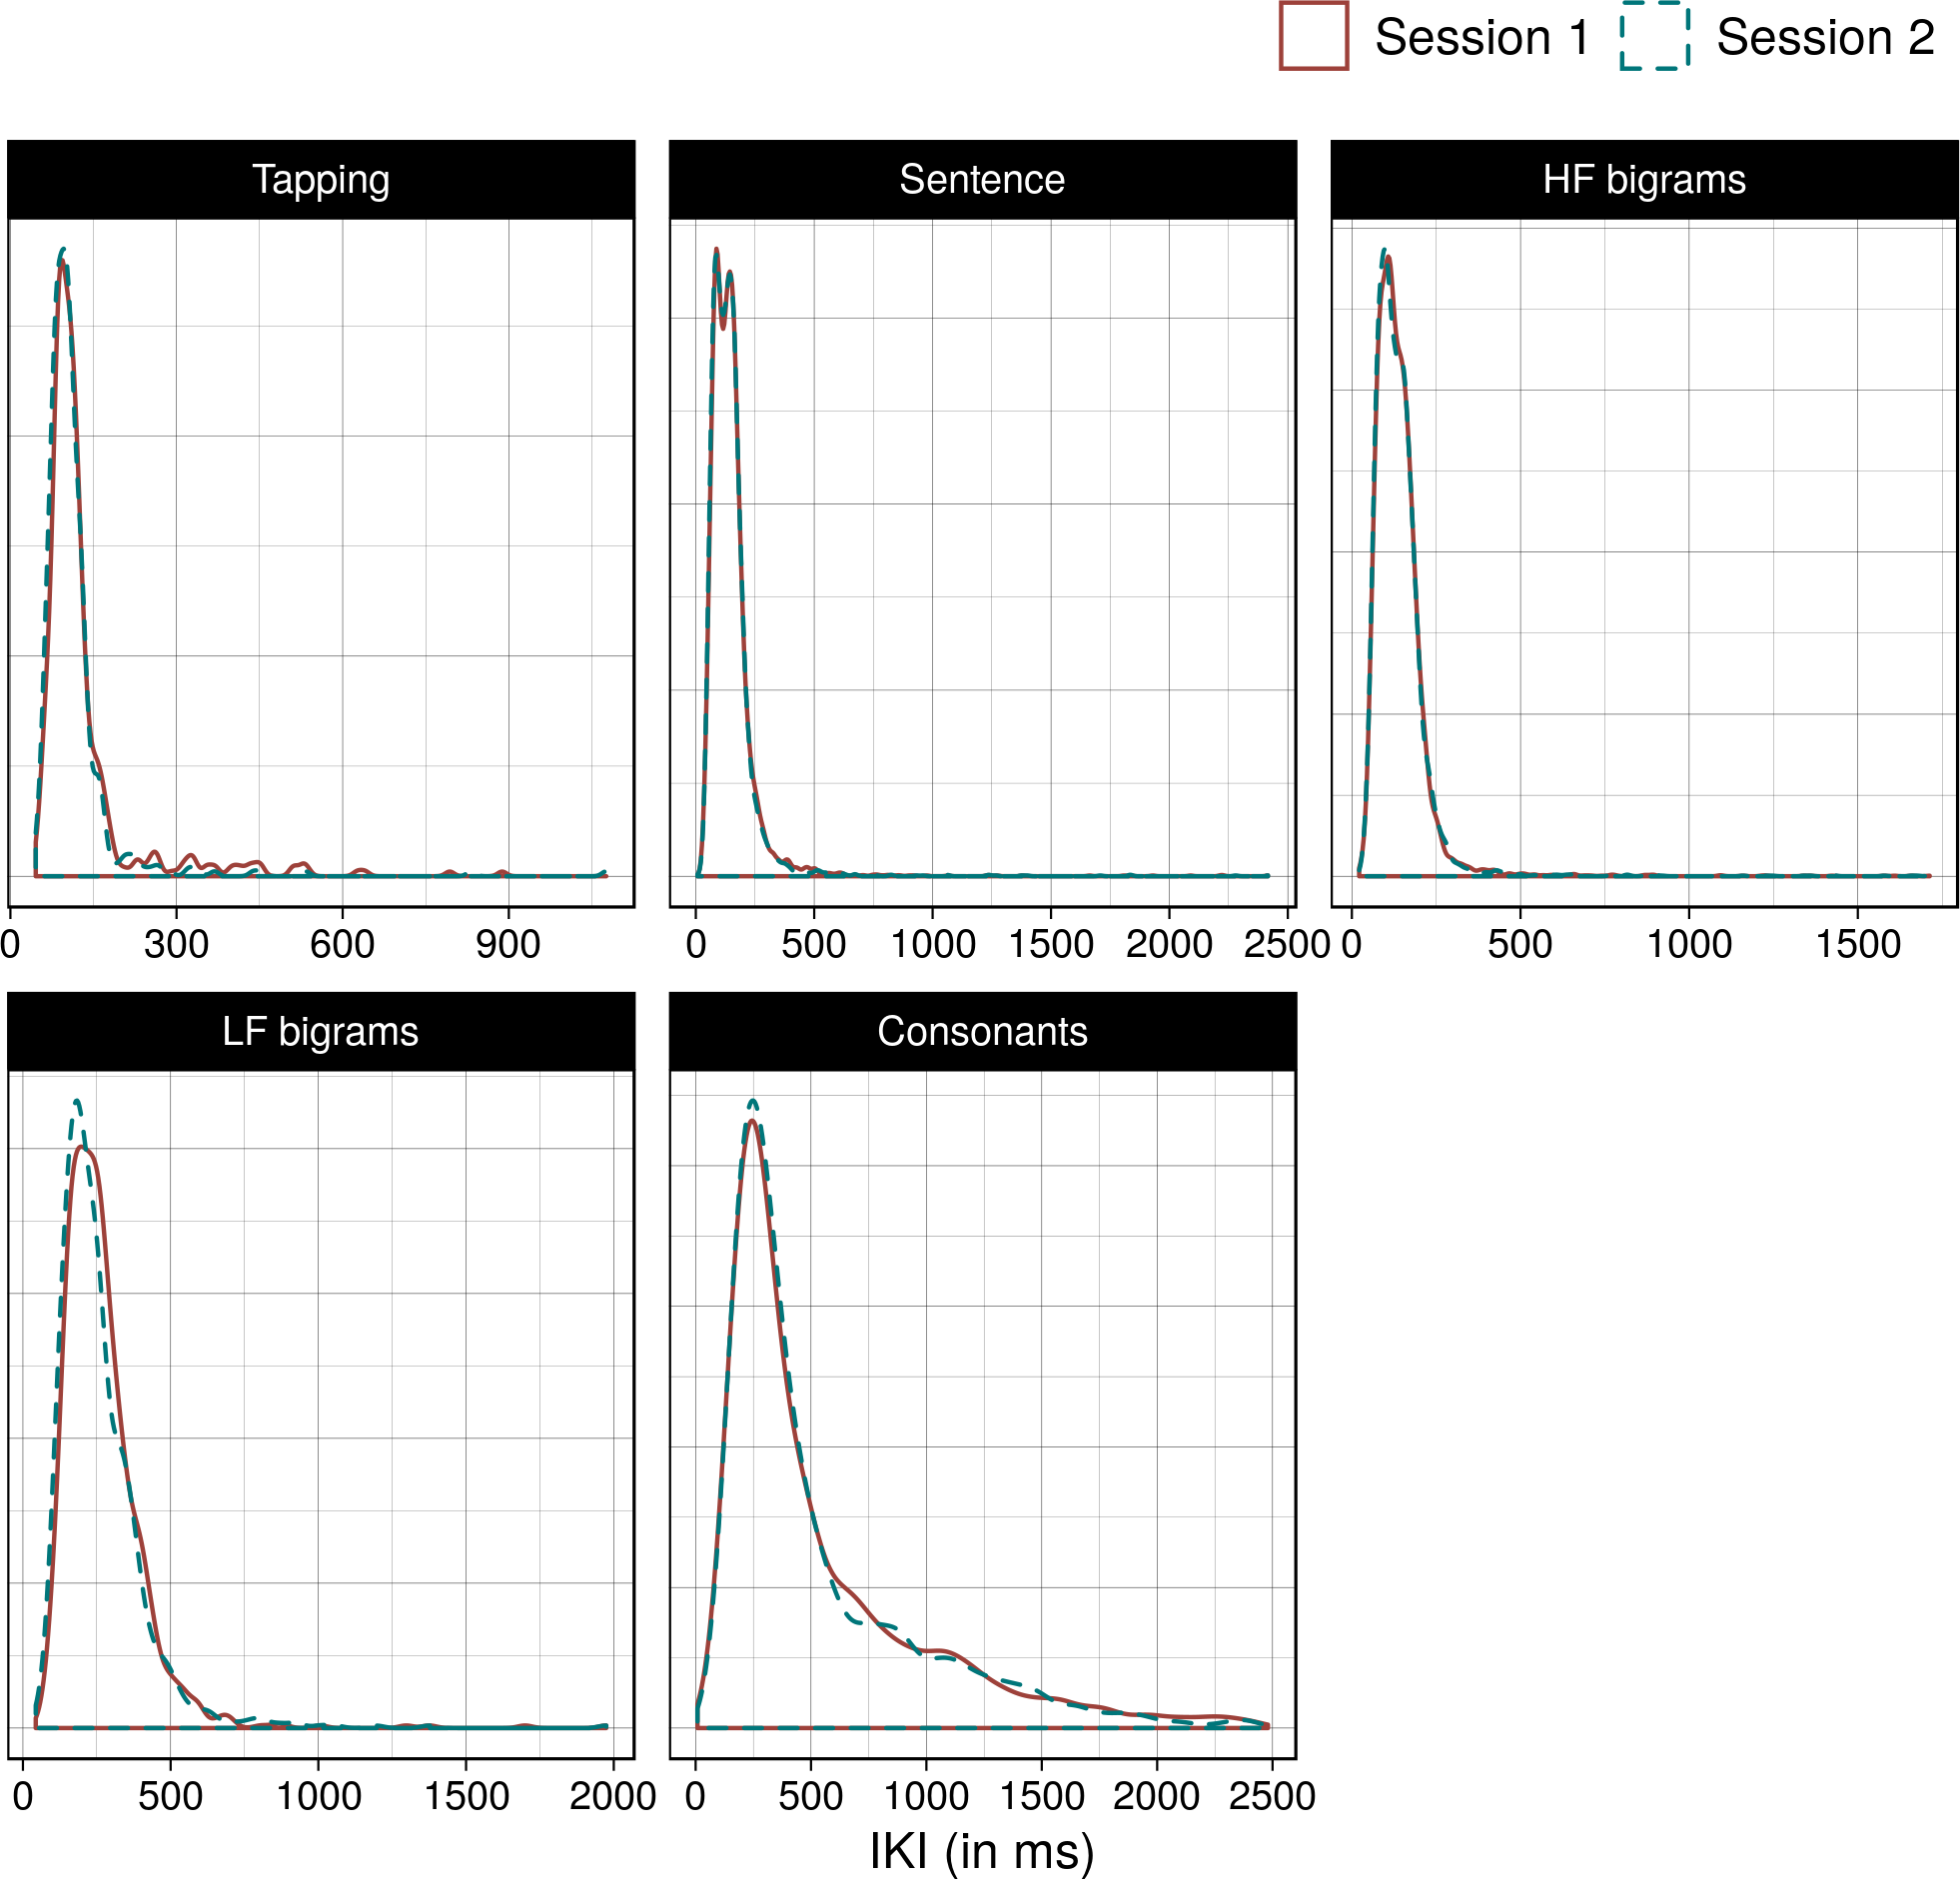 Session 1 Session 2
Tapping Sentence HF bigrams
0 300 600 900 0 500 1000 1500 2000 2500 0 500 1000 1500
LF bigrams Consonants
0 500 1000 1500 2000 0 500 1000 1500 2000 2500
IKI (in ms)